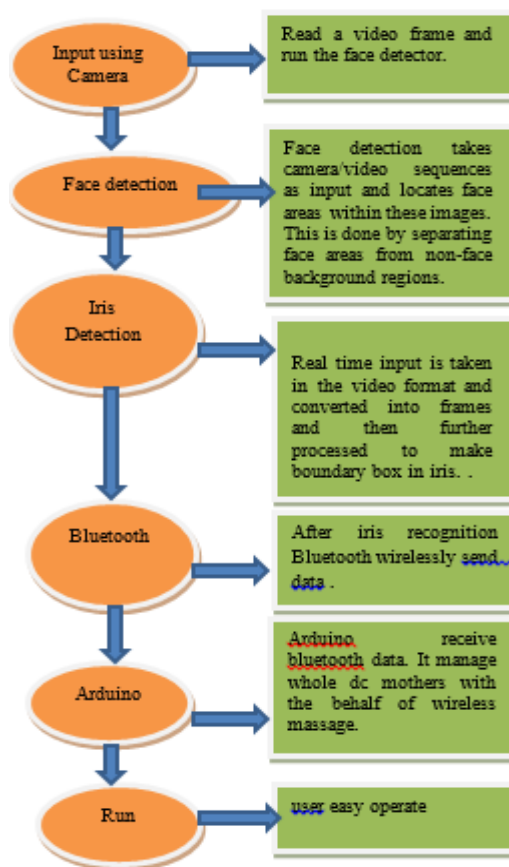 Input using
Camera
Read a video frame and
run the face detector.
Face detection
Face detection takes
camera/video sequences
as input and locates face
areas within these images.
This is done by separating
face areas from non-face
background regions.
Iris
Detection
Real time input is taken
in the video format and
converted into frames
and then further
processed to make
boundary box in iris. .
Bluetooth
After iris recognition
Bluetooth wirelessly send
data .
Arduino
Arduino receive
bluetooth data. It manage
whole dc mothers with
the behalf of wireless
massage.
Run
user easy operate